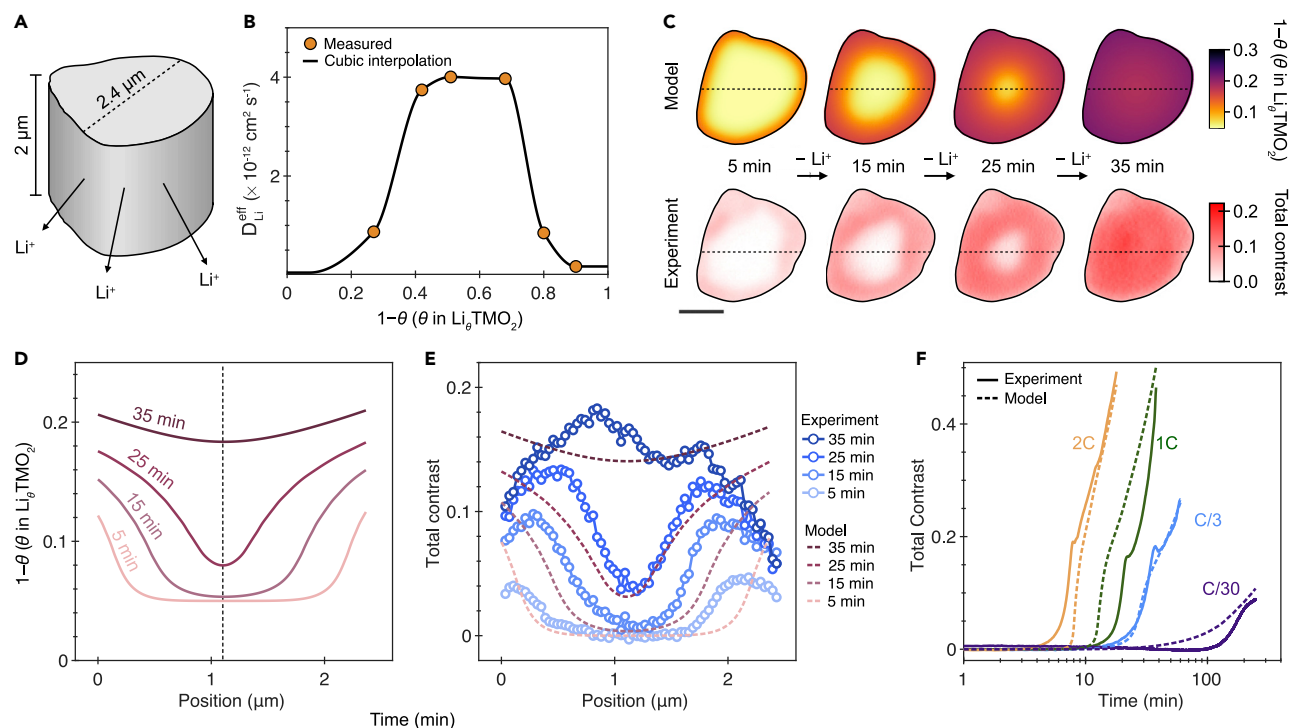 A
2.4 μm
2 μm
Li⁺
Li⁺
Li⁺
B
Measured
Cubic interpolation
D_Li^eff (× 10⁻¹² cm² s⁻¹)
4
2
0
0 0.2 0.4 0.6 0.8 1
1−θ (θ in Li_θTMO₂)
C
Model
5 min − Li⁺ 15 min − Li⁺ 25 min − Li⁺ 35 min
Experiment
0.3
0.2
0.1
1−θ (θ in Li_θTMO₂)
0.2
0.1
0.0
Total contrast
D
1−θ (θ in Li_θTMO₂)
0.2
0.1
0
35 min
25 min
15 min
5 min
0 1 2
Position (μm)
E
Total contrast
0.2
0.1
0
0 1 2
Position (μm)
Experiment
35 min
25 min
15 min
5 min
Model
35 min
25 min
15 min
5 min
F
Experiment
Model
Total Contrast
0.4
0.2
0
2C
1C
C/3
C/30
1 10 100
Time (min)
Time (min)